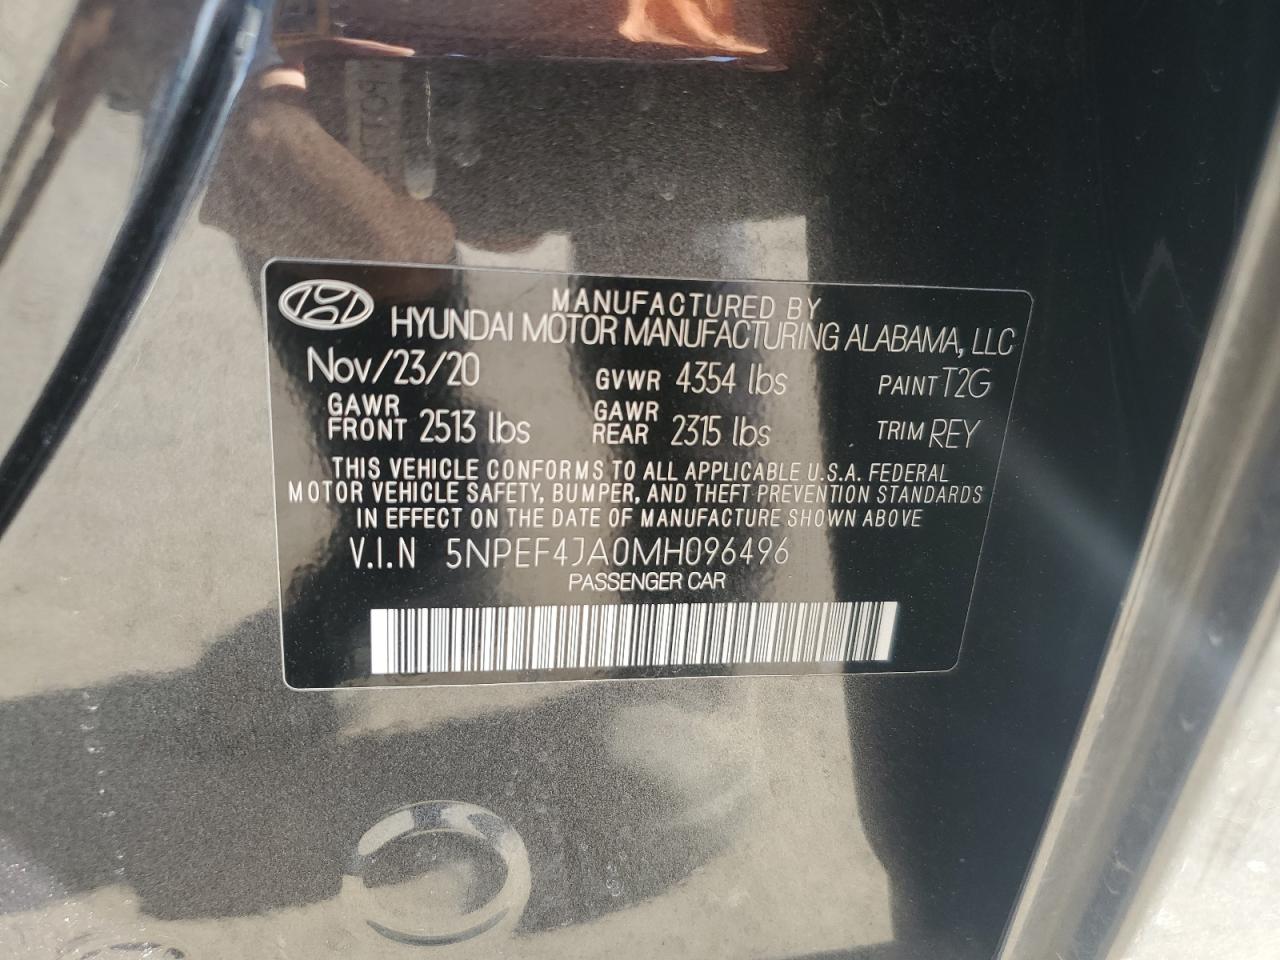 MANUFACTURED BY
HYUNDAI MOTOR MANUFACTURING ALABAMA, LLC
Nov/23/20 GVWR 4354 lbs PAINT T2G
GAWR FRONT 2513 lbs GAWR REAR 2315 lbs TRIM REY
THIS VEHICLE CONFORMS TO ALL APPLICABLE U.S.A. FEDERAL
MOTOR VEHICLE SAFETY, BUMPER, AND THEFT PREVENTION STANDARDS
IN EFFECT ON THE DATE OF MANUFACTURE SHOWN ABOVE
V.I.N 5NPEF4JA0MH096496
PASSENGER CAR